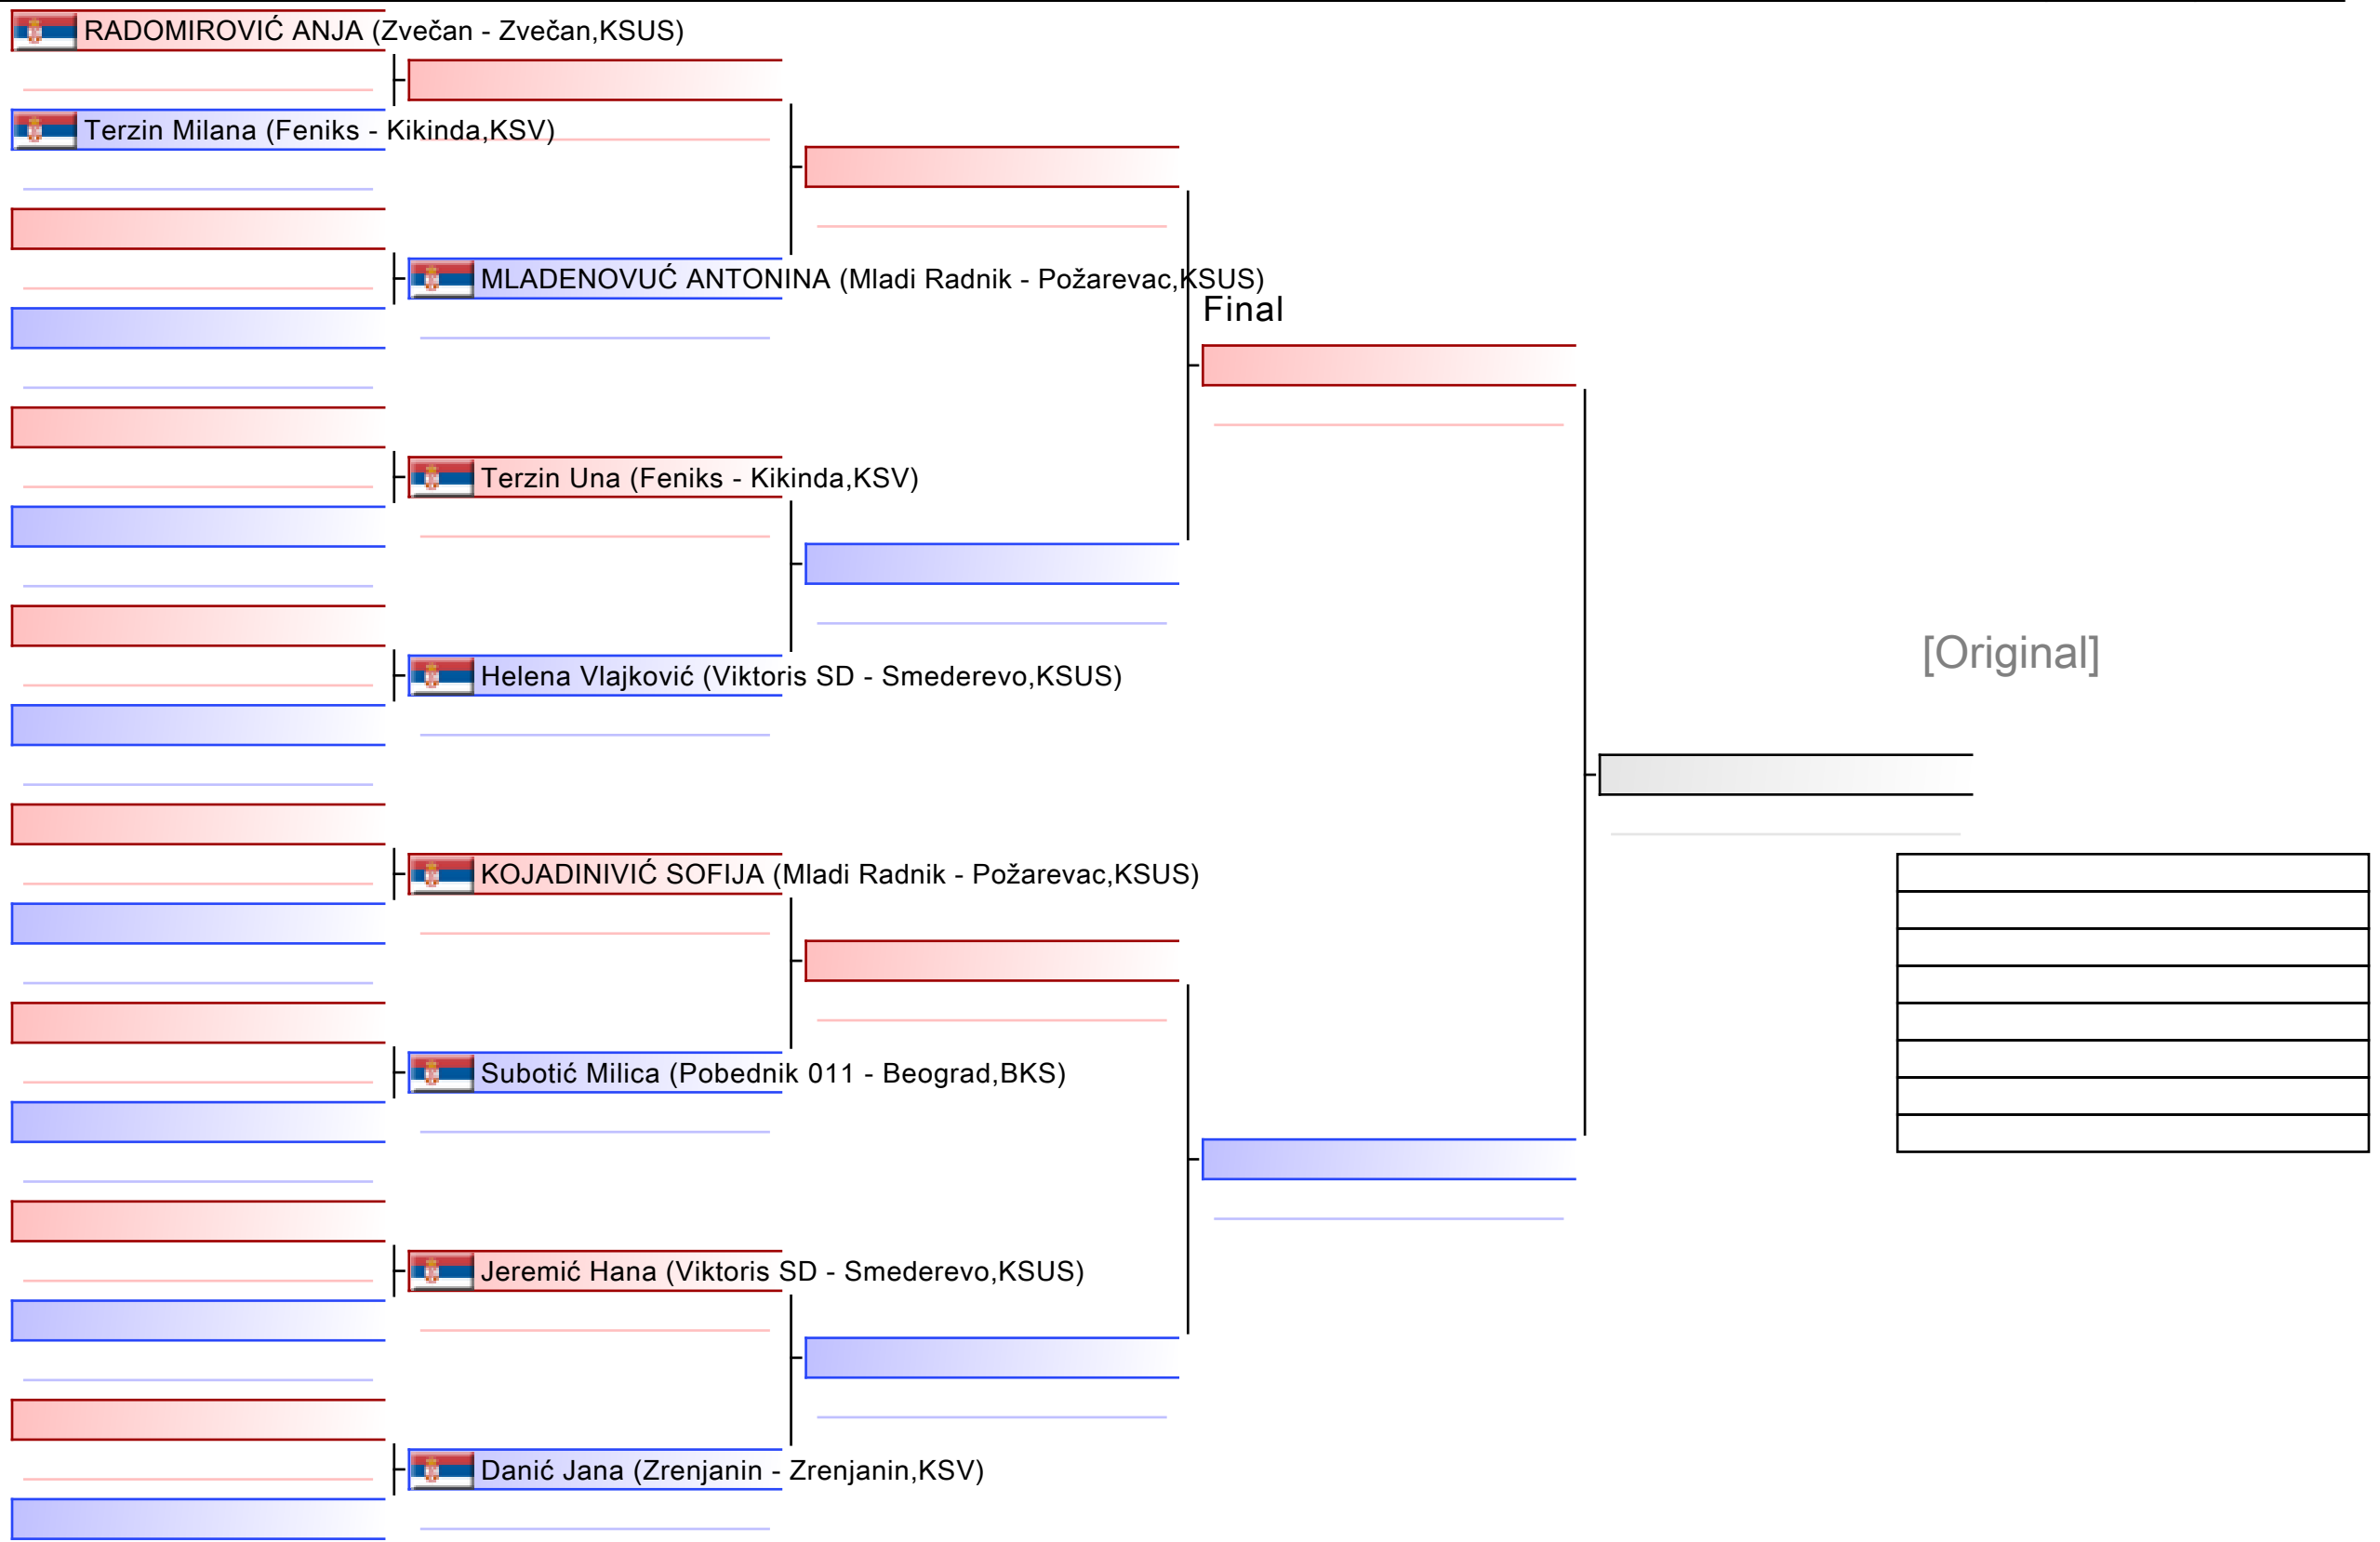 RADOMIROVIĆ ANJA (Zvečan - Zvečan,KSUS)
Terzin Milana (Feniks - Kikinda,KSV)
MLADENOVUĆ ANTONINA (Mladi Radnik - Požarevac,KSUS)
Final
Terzin Una (Feniks - Kikinda,KSV)
[Original]
Helena Vlajković (Viktoris SD - Smederevo,KSUS)
KOJADINIVIĆ SOFIJA (Mladi Radnik - Požarevac,KSUS)
Subotić Milica (Pobednik 011 - Beograd,BKS)
Jeremić Hana (Viktoris SD - Smederevo,KSUS)
Danić Jana (Zrenjanin - Zrenjanin,KSV)